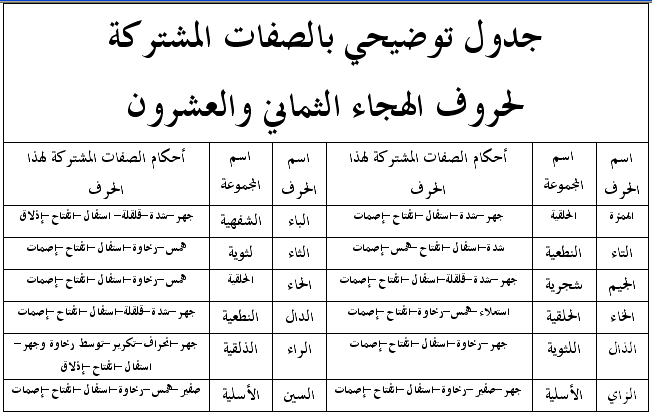 جدول توضيحي بالصفات المشتركة
لحروف الهجاء الثماني والعشرون
اسم الحرف اسم المجموعة أحكام الصفات المشتركة لهذا الحرف اسم الحرف اسم المجموعة أحكام الصفات المشتركة لهذا الحرف
الهمزة الحلقية جهر–شدة–استفال–انفتاح–إصمات الباء الشفهية جهر–شدة–قلقلة–استفال–انفتاح–إذلاق
التاء النطعية شدة–استفال–انفتاح–همس–إصمات الثاء لثوية همس–رخاوة–استفال–انفتاح–إصمات
الجيم شجرية جهر–شدة–قلقلة–استفال–انفتاح–إصمات الحاء الحلقية همس–رخاوة–استفال–انفتاح–إصمات
الخاء الحلقية استعلاء–همس–رخاوة–انفتاح–إصمات الدال النطعية جهر–شدة–قلقلة–استفال–انفتاح–إصمات
الذال اللثوية جهر–رخاوة–استفال–انفتاح–إصمات الراء الذلقية جهر–انحراف–تكرير–توسط رخاوة وجهر–
استفال–انفتاح–إذلاق
الزاي الأسلية جهر–صفير–رخاوة–استفال–انفتاح–إصمات السين الأسلية صفير–همس–رخاوة–استفال–انفتاح–إصمات